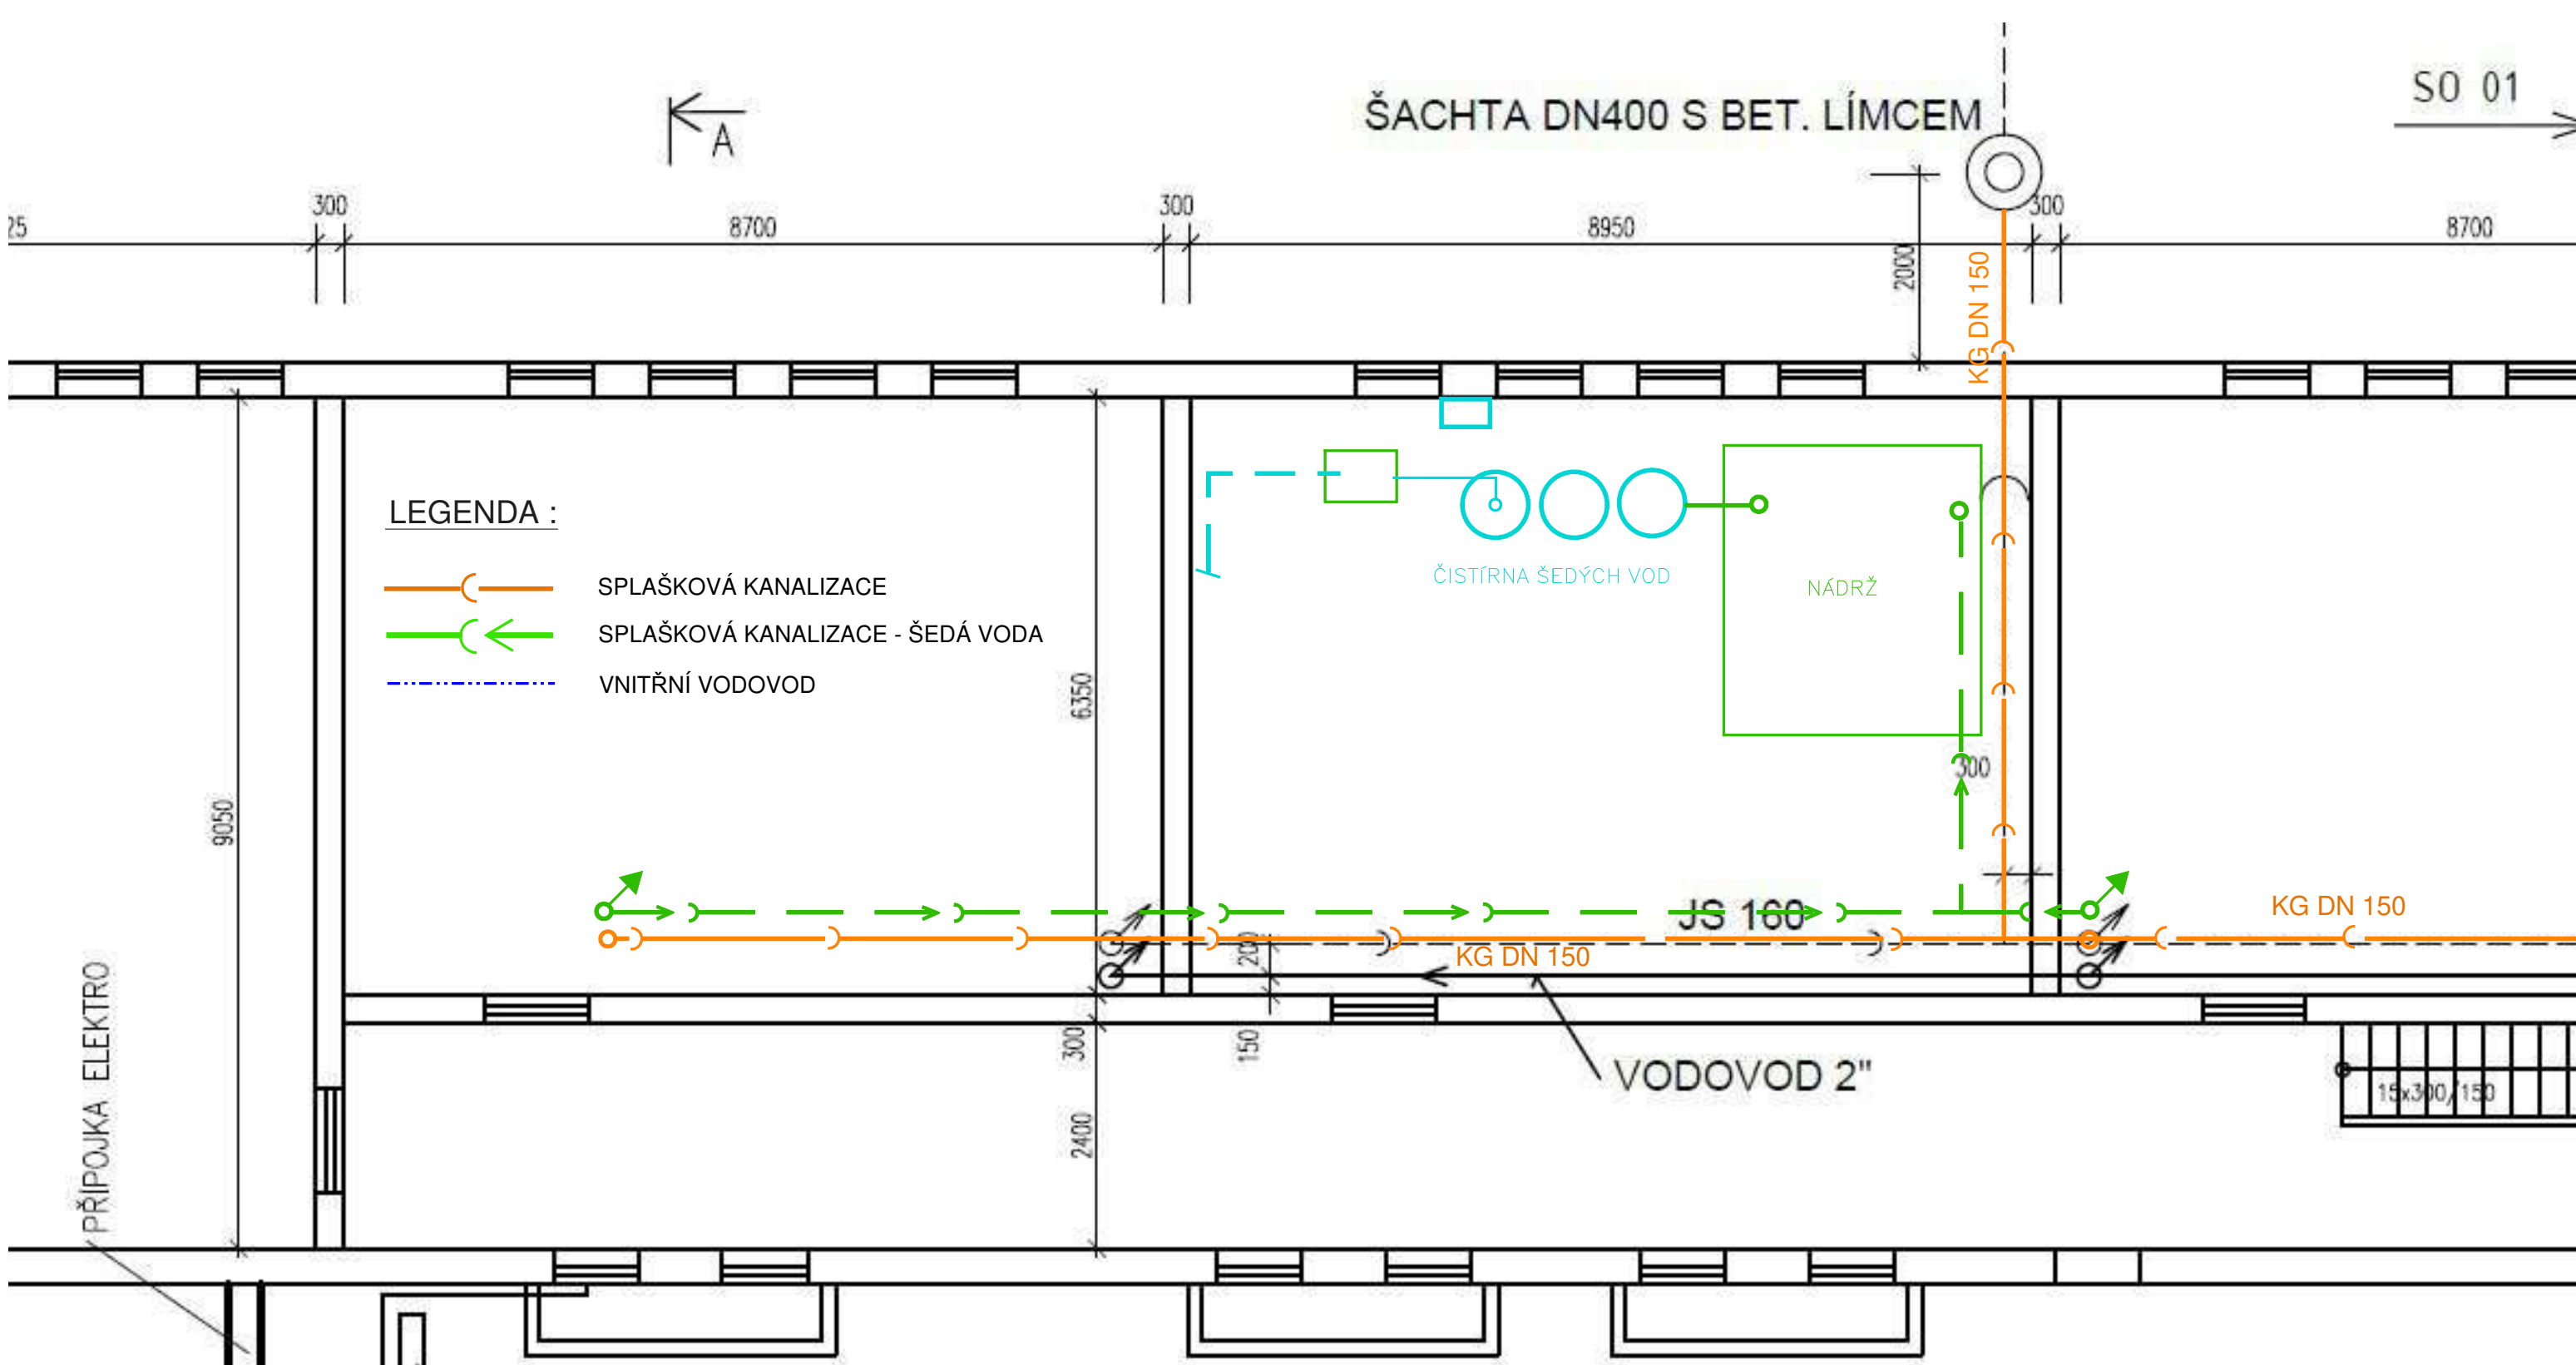 ŠACHTA DN400 S BET. LÍMCEM
SO 01
A
25
300
8700
300
8950
300
8700
2000
KG DN 150
LEGENDA :
SPLAŠKOVÁ KANALIZACE
SPLAŠKOVÁ KANALIZACE - ŠEDÁ VODA
VNITŘNÍ VODOVOD
ČISTÍRNA ŠEDÝCH VOD
NÁDRŽ
6350
9050
300
JS 160
KG DN 150
KG DN 150
200
150
300
2400
VODOVOD 2"
15x300/150
PŘÍPOJKA ELEKTRO